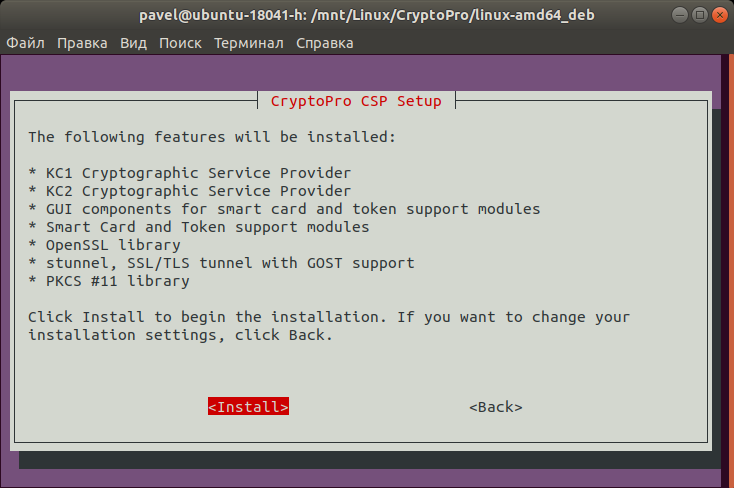 pavel@ubuntu-18041-h: /mnt/Linux/CryptoPro/linux-amd64_deb
Файл Правка Вид Поиск Терминал Справка
CryptoPro CSP Setup
The following features will be installed:
* KC1 Cryptographic Service Provider
* KC2 Cryptographic Service Provider
* GUI components for smart card and token support modules
* Smart Card and Token support modules
* OpenSSL library
* stunnel, SSL/TLS tunnel with GOST support
* PKCS #11 library
Click Install to begin the installation. If you want to change your
installation settings, click Back.
<Install> <Back>